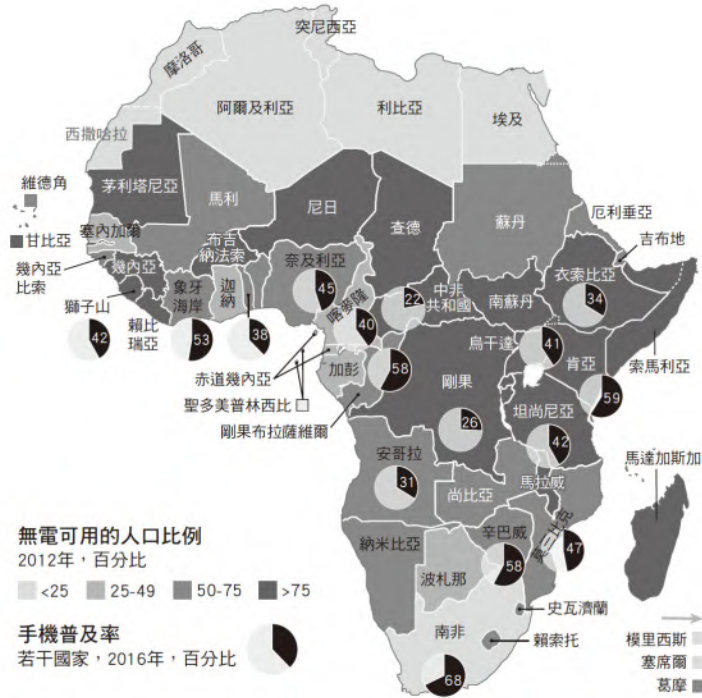 突尼西亞
摩洛哥
阿爾及利亞
利比亞
埃及
西撒哈拉
茅利塔尼亞
維德角
馬利
尼日
查德
蘇丹
厄利垂亞
塞內加爾
甘比亞
布吉
納法索
吉布地
幾內亞
比索
幾內亞
奈及利亞
45
衣索比亞
34
象牙
海岸
迦納
喀麥隆
22
中非
共和國
南蘇丹
獅子山
42
賴比
瑞亞
53
38
40
烏干達
41
肯亞
索馬利亞
赤道幾內亞
加彭
58
剛果
59
聖多美普林西比
26
坦尚尼亞
42
剛果布拉薩維爾
安哥拉
31
馬拉威
馬達加斯加
尚比亞
莫三比克
47
納米比亞
辛巴威
58
波札那
史瓦濟蘭
南非
賴索托
68
模里西斯
塞席爾
葛摩
無電可用的人口比例
2012年，百分比
<25 25-49 50-75 >75
手機普及率
若干國家，2016年，百分比